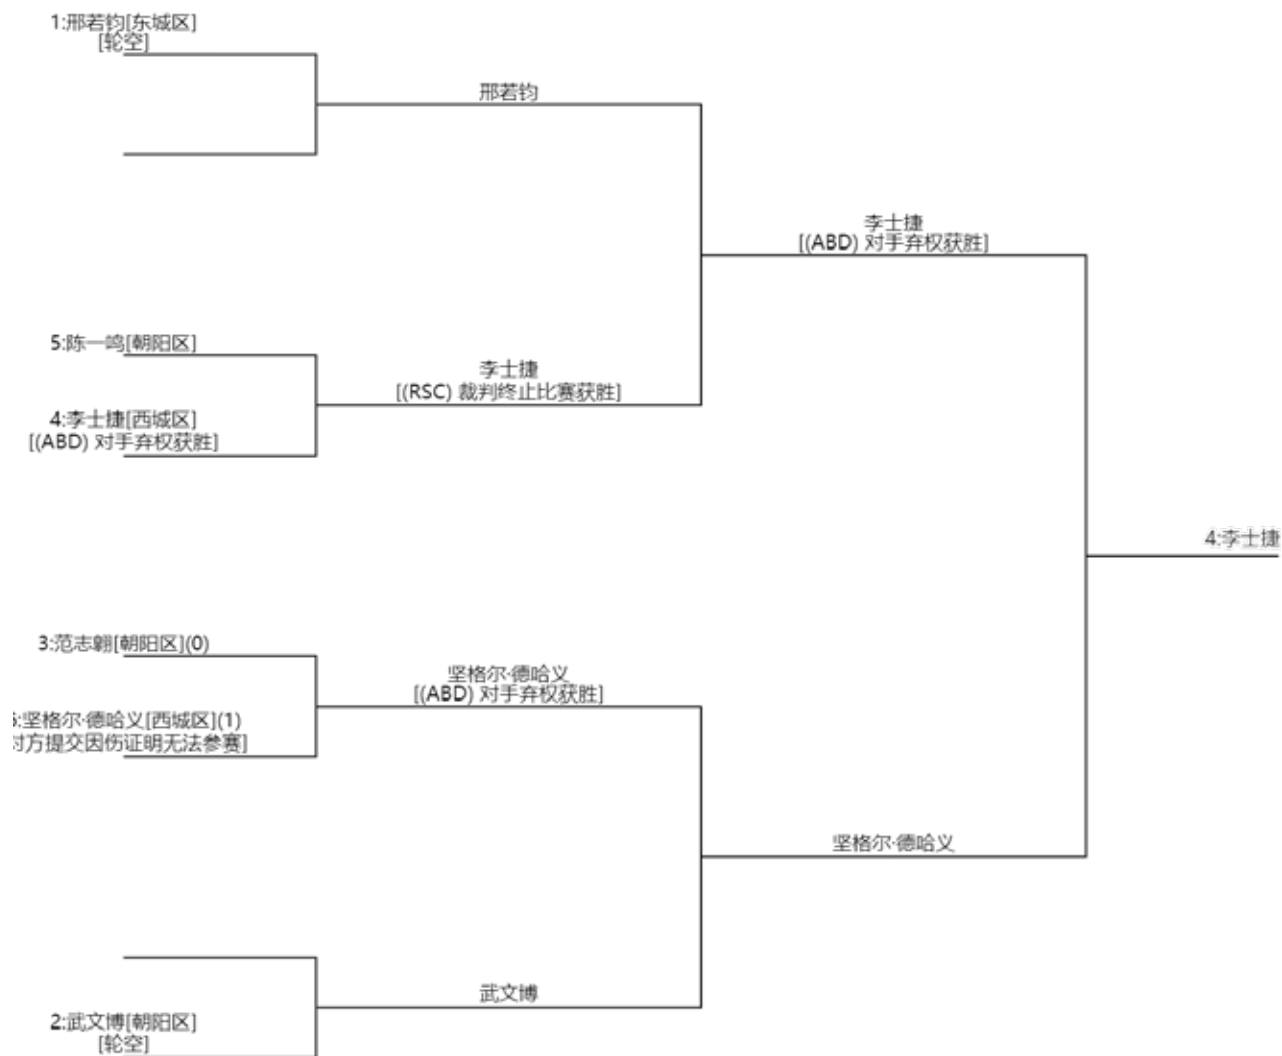 1:邢若钧[东城区]
[轮空]
邢若钧
李士捷
[(ABD) 对手弃权获胜]
5:陈一鸣[朝阳区]
李士捷
[(RSC) 裁判终止比赛获胜]
4:李士捷[西城区]
[(ABD) 对手弃权获胜]
4:李士捷
3:范志翱[朝阳区](0)
坚格尔·德哈义
[(ABD) 对手弃权获胜]
:坚格尔·德哈义[西城区](1)
对方提交因伤证明无法参赛]
坚格尔·德哈义
武文博
2:武文博[朝阳区]
[轮空]